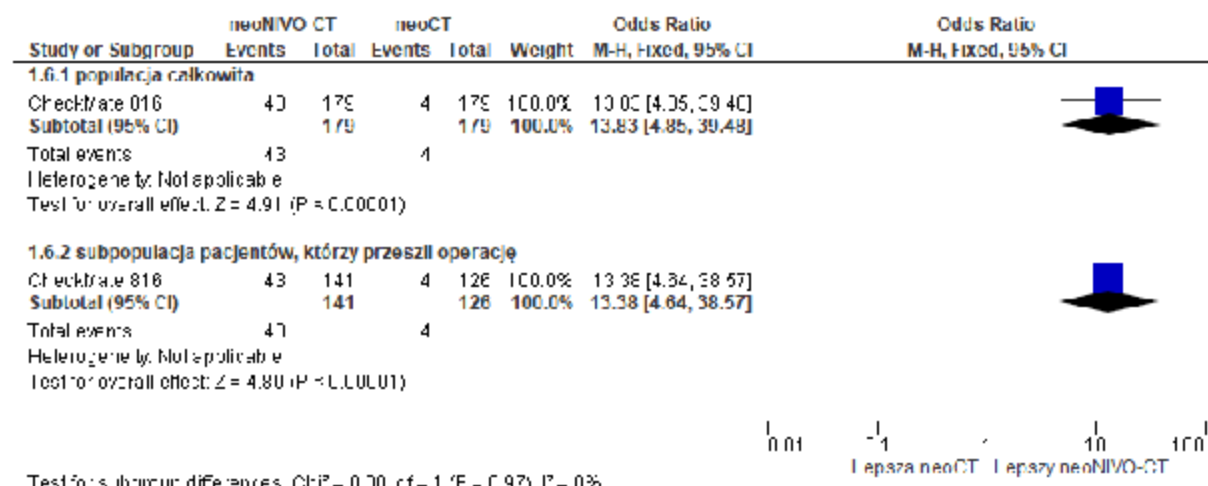 neoNIVO CT neoCT Odds Ratio Odds Ratio
Study or Subgroup Events Total Events Total Weight M-H, Fixed, 95% CI M-H, Fixed, 95% CI
1.6.1 populacja całkowita
CheckMate 816 43 179 4 179 100.0% 13.83 [4.85, 39.48]
Subtotal (95% CI) 179 179 100.0% 13.83 [4.85, 39.48]
Total events 43 4
Heterogeneity: Not applicable
Test for overall effect: Z = 4.91 (P < 0.00001)
1.6.2 subpopulacja pacjentów, którzy przeszli operację
CheckMate 816 43 141 4 126 100.0% 13.38 [4.64, 38.57]
Subtotal (95% CI) 141 126 100.0% 13.38 [4.64, 38.57]
Total events 43 4
Heterogeneity: Not applicable
Test for overall effect: Z = 4.80 (P < 0.00001)
0.01 0.1 1 10 100
Lepsza neoCT Lepszy neoNIVO-CT
Test for subgroup differences: Chi² = 0.00, df = 1 (P = 0.97), I² = 0%